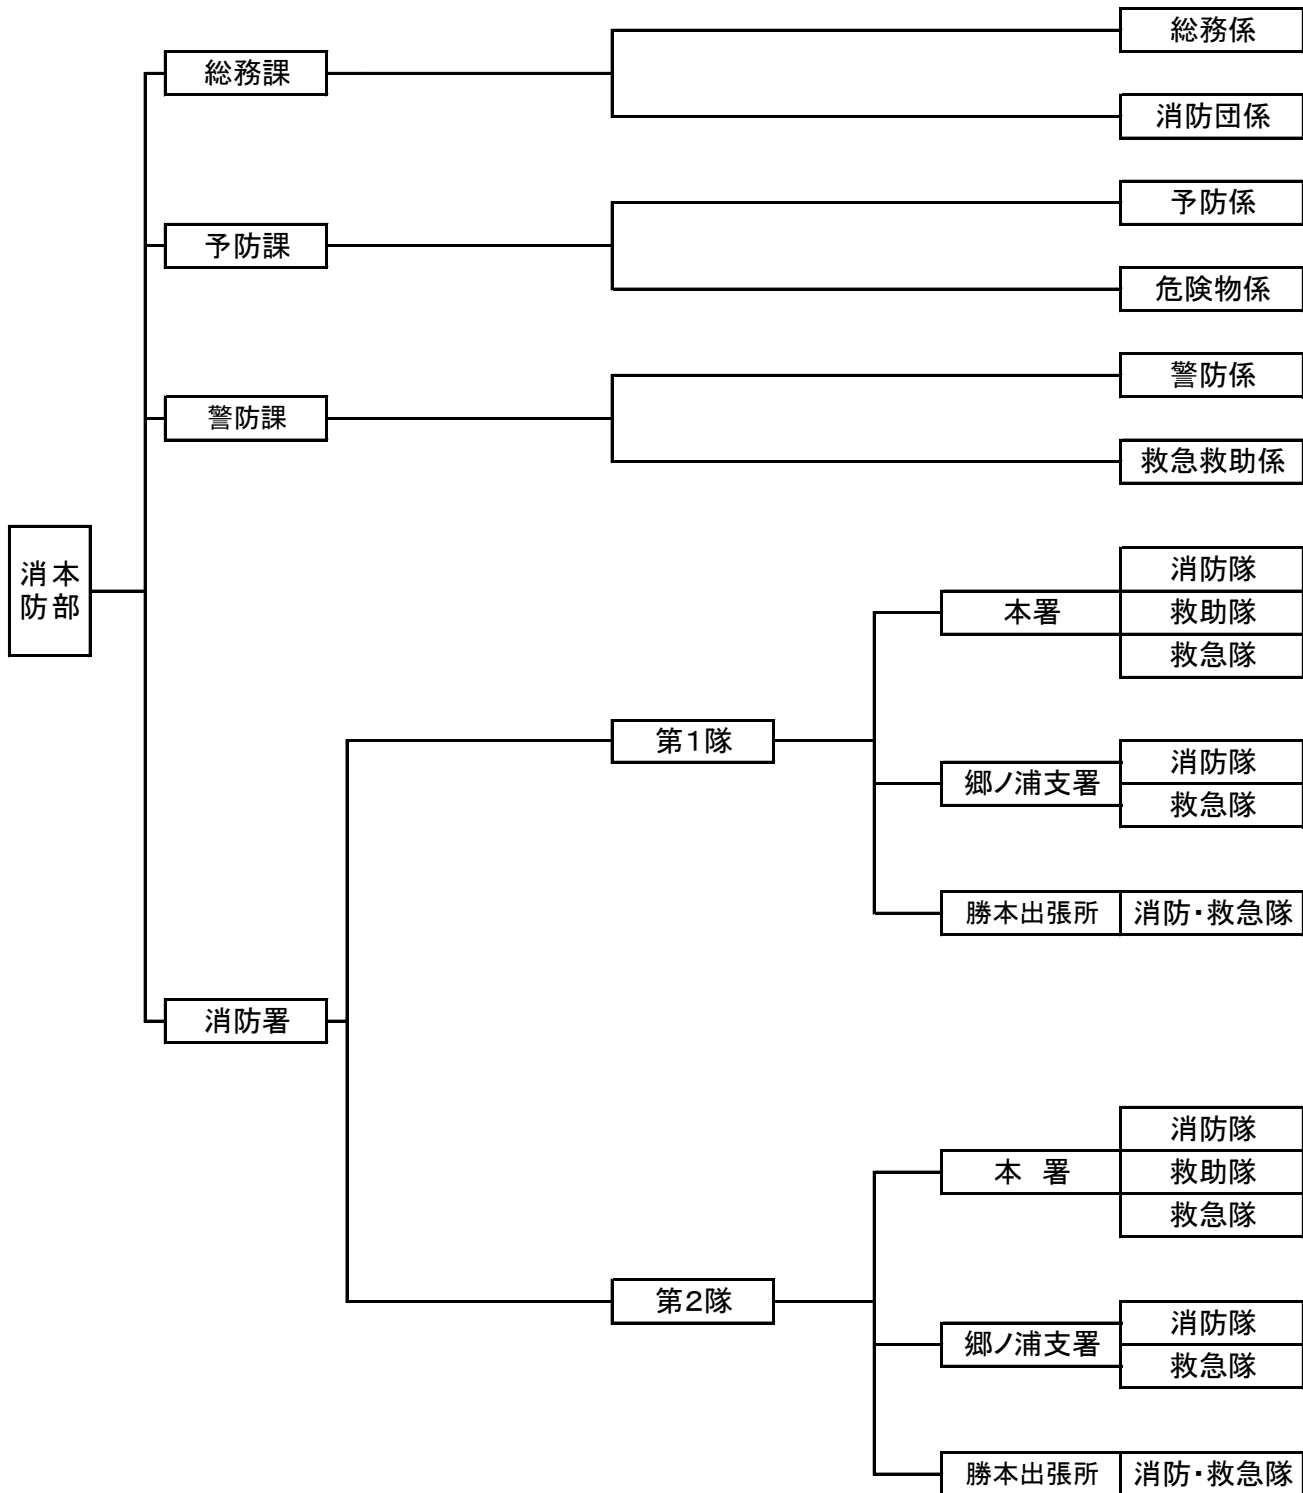 総務係
総務課
消防団係
予防係
予防課
危険物係
警防係
警防課
救急救助係
消防
本部
消防隊
本署
救助隊
救急隊
第1隊
消防隊
郷ノ浦支署
救急隊
勝本出張所
消防・救急隊
消防署
消防隊
本 署
救助隊
救急隊
第2隊
消防隊
郷ノ浦支署
救急隊
勝本出張所
消防・救急隊